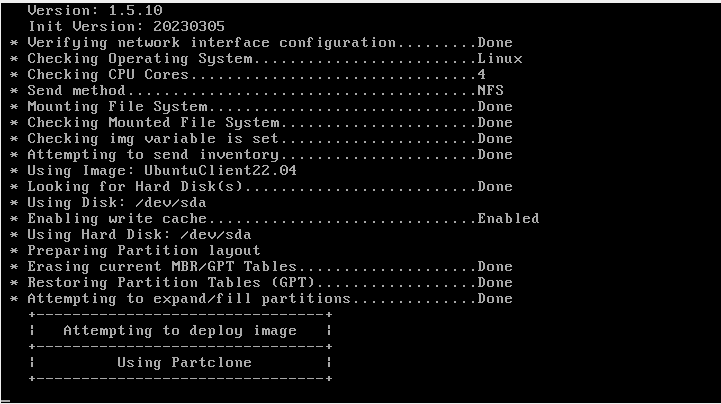 Version: 1.5.10
Init Version: 20230305
* Verifying network interface configuration.........Done
* Checking Operating System.........................Linux
* Checking CPU Cores................................4
* Send method.......................................NFS
* Mounting File System..............................Done
* Checking Mounted File System......................Done
* Checking img variable is set......................Done
* Attempting to send inventory......................Done
* Using Image: UbuntuClient22.04
* Looking for Hard Disk(s)..........................Done
* Using Disk: /dev/sda
* Enabling write cache..............................Enabled
* Using Hard Disk: /dev/sda
* Preparing Partition layout
* Erasing current MBR/GPT Tables....................Done
* Restoring Partition Tables (GPT)..................Done
* Attempting to expand/fill partitions..............Done
+--------------------------------+
|   Attempting to deploy image   |
+--------------------------------+
|         Using Partclone        |
+--------------------------------+
_